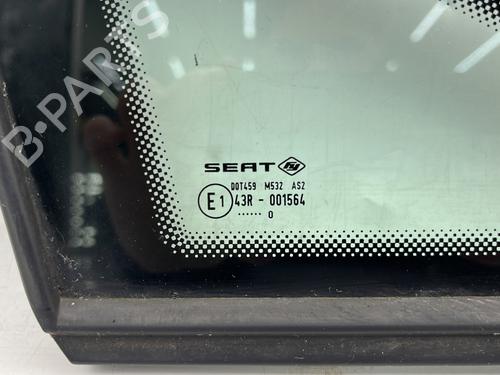 B-PARTS
SEAT
DOT459 M532 AS2
E1 43R - 001564
...... 0